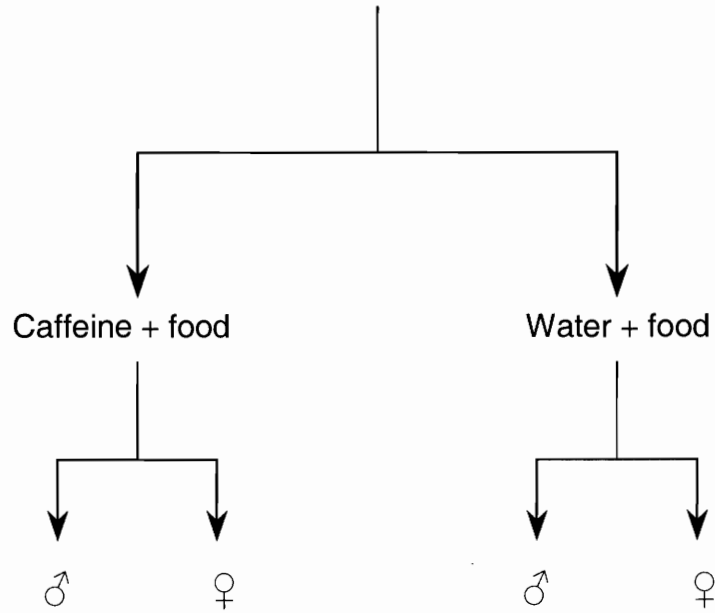 Caffeine + food
Water + food
♂ ♀ ♂ ♀